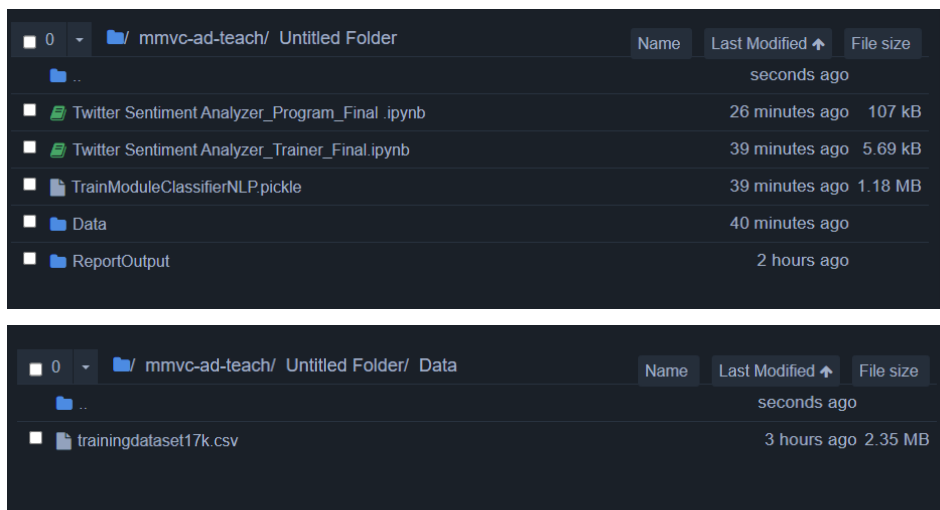 0 / mmvc-ad-teach/ Untitled Folder Name Last Modified File size
.. seconds ago
Twitter Sentiment Analyzer_Program_Final .ipynb 26 minutes ago 107 kB
Twitter Sentiment Analyzer_Trainer_Final.ipynb 39 minutes ago 5.69 kB
TrainModuleClassifierNLP.pickle 39 minutes ago 1.18 MB
Data 40 minutes ago
ReportOutput 2 hours ago
0 / mmvc-ad-teach/ Untitled Folder/ Data Name Last Modified File size
.. seconds ago
trainingdataset17k.csv 3 hours ago 2.35 MB